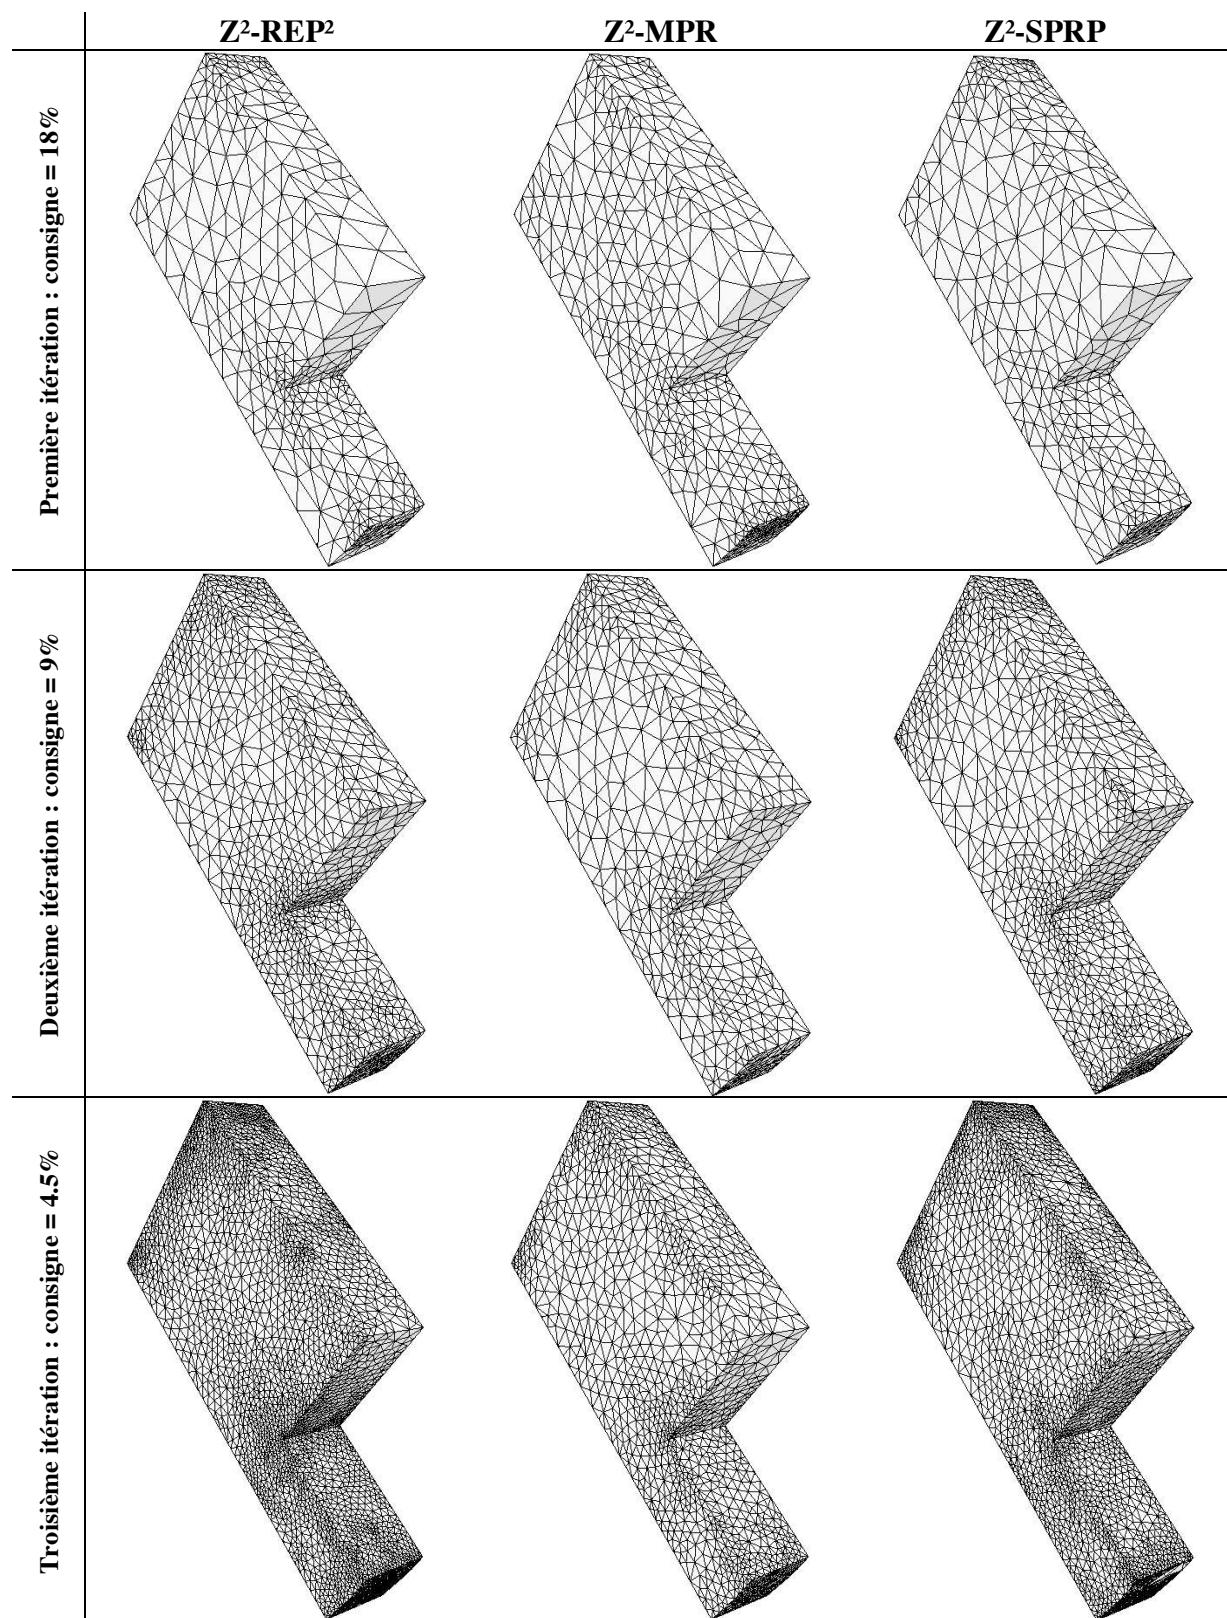 Z²-REP²
Z²-MPR
Z²-SPRP
Première itération : consigne = 18%
Deuxième itération : consigne = 9%
Troisième itération : consigne = 4.5%